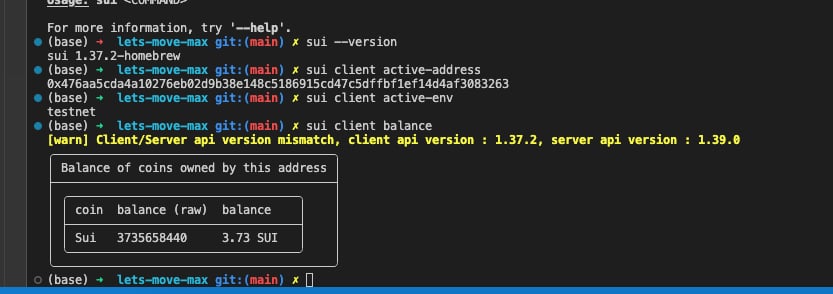 Usage: sui <COMMAND>
For more information, try '--help'.
(base) → lets-move-max git:(main) ✗ sui --version
sui 1.37.2-homebrew
(base) → lets-move-max git:(main) ✗ sui client active-address
0x476aa5cda4a10276eb02d9b38e148c5186915cd47c5dffbf1ef14d4af3083263
(base) → lets-move-max git:(main) ✗ sui client active-env
testnet
(base) → lets-move-max git:(main) ✗ sui client balance
[warn] Client/Server api version mismatch, client api version : 1.37.2, server api version : 1.39.0
Balance of coins owned by this address
coin balance (raw) balance
Sui 3735658440 3.73 SUI
(base) → lets-move-max git:(main) ✗